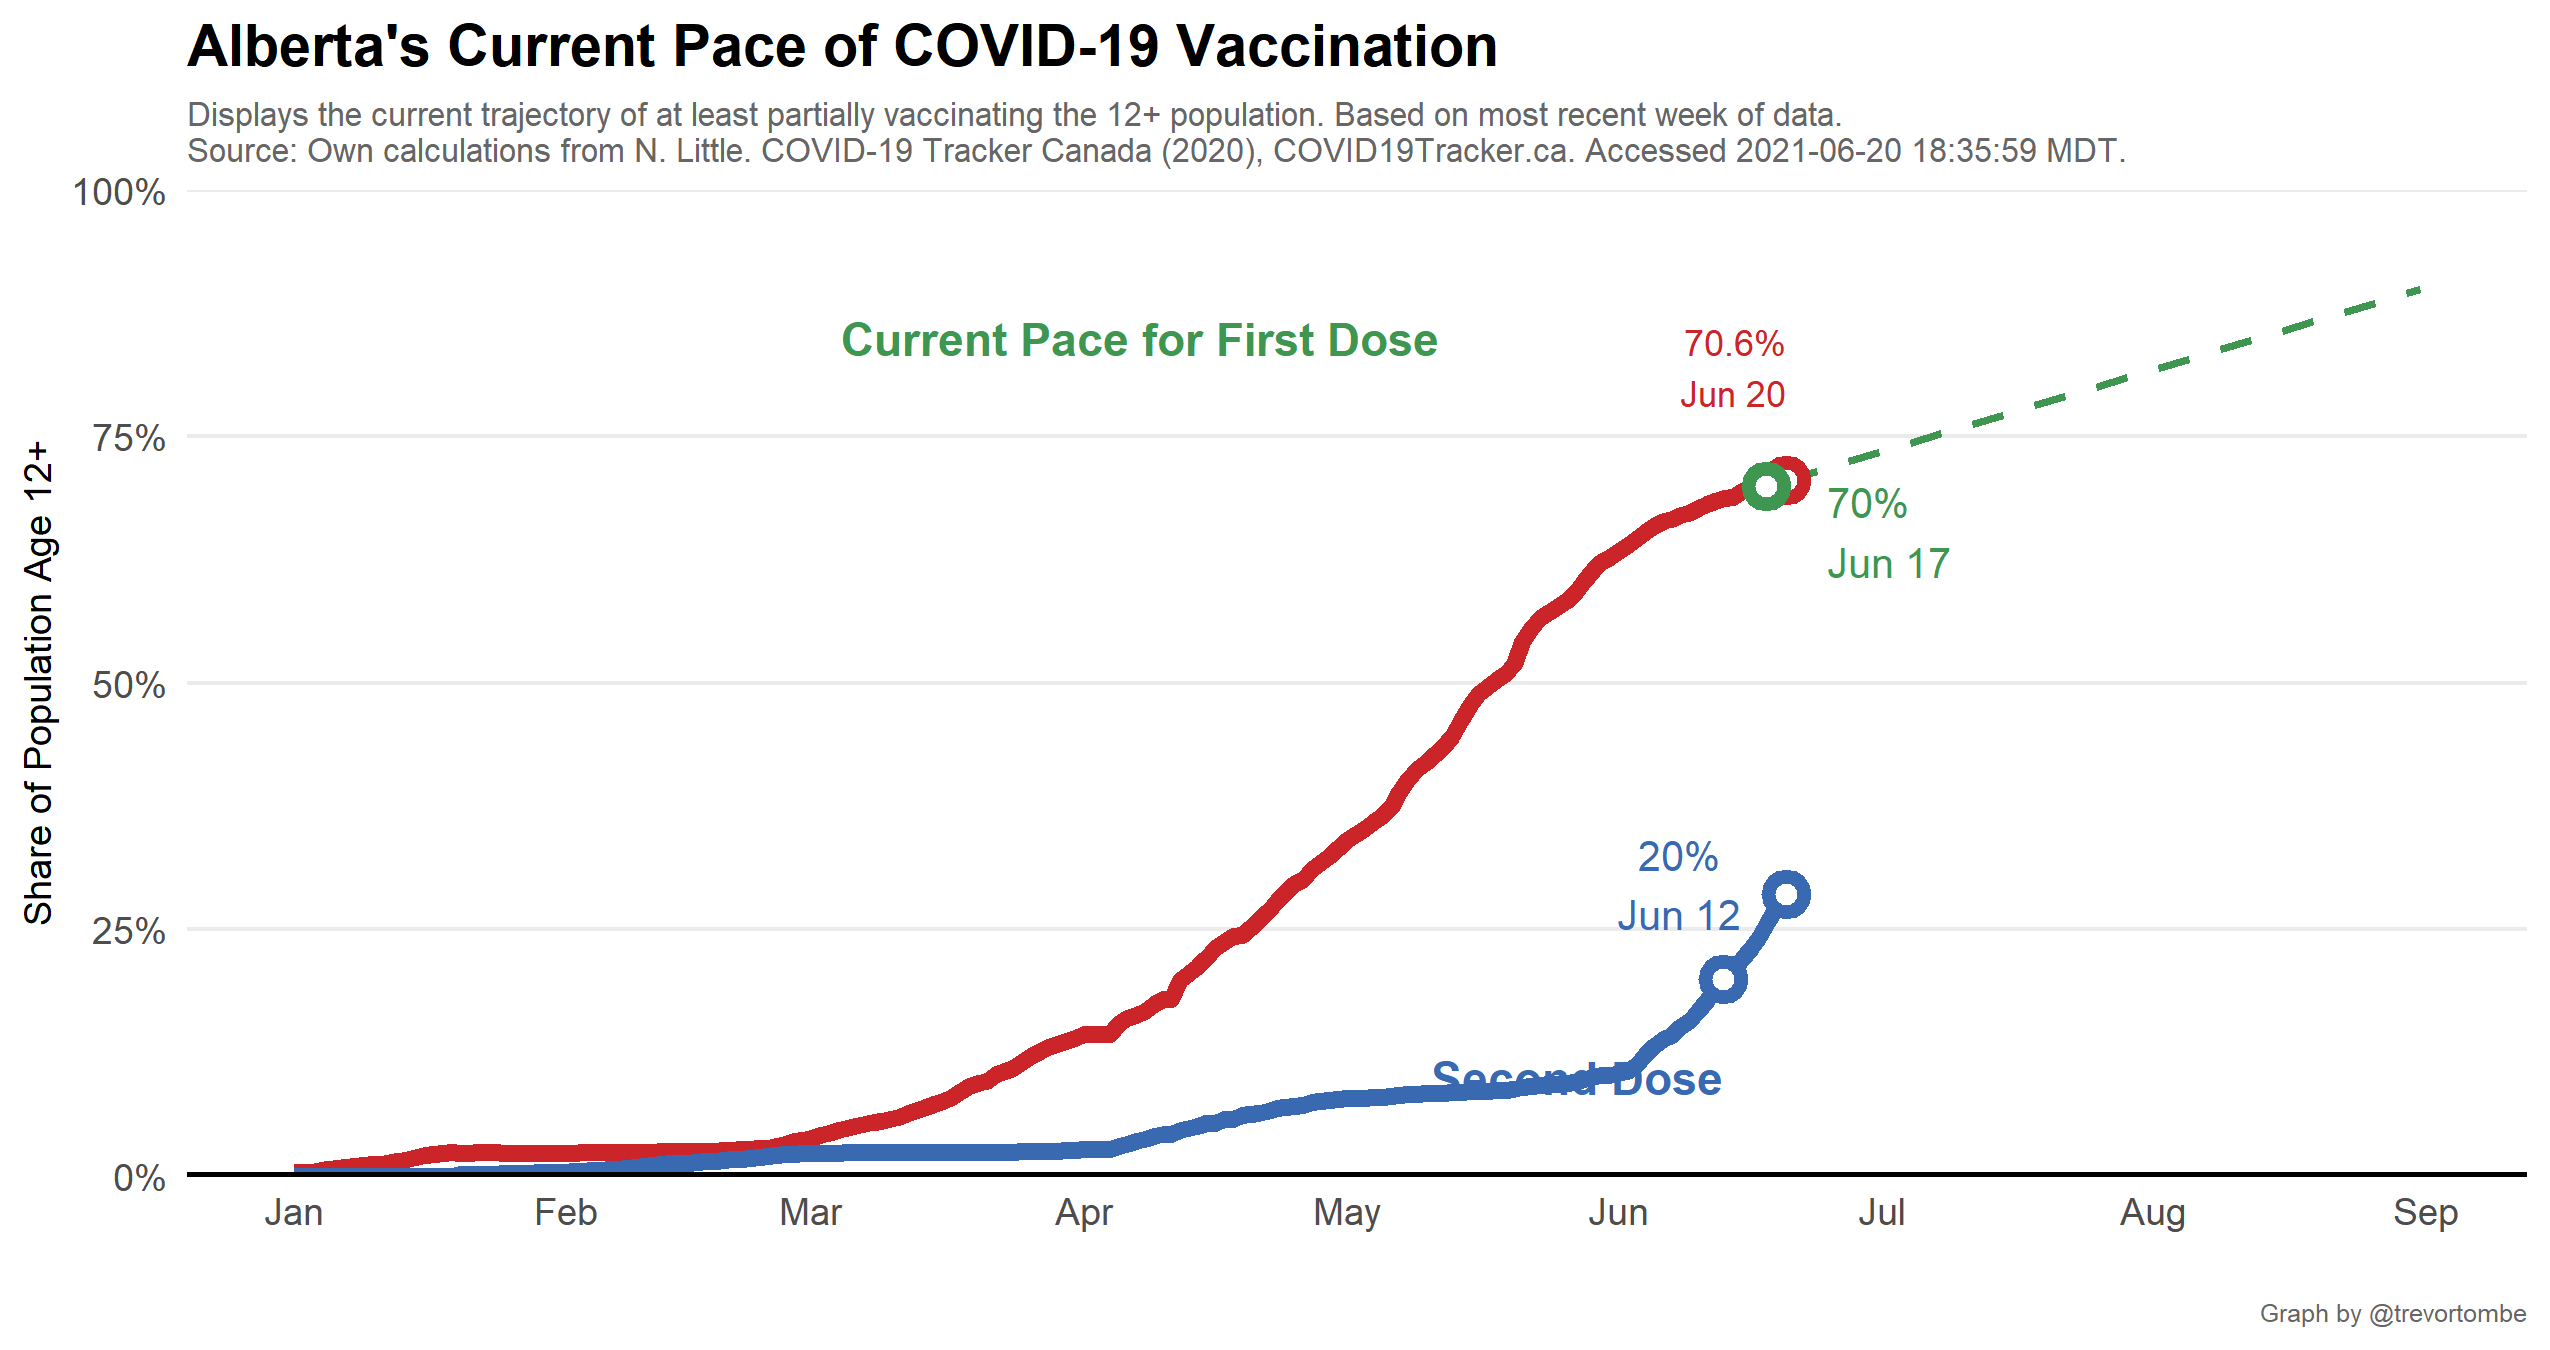 Alberta's Current Pace of COVID-19 Vaccination
Displays the current trajectory of at least partially vaccinating the 12+ population. Based on most recent week of data.
Source: Own calculations from N. Little. COVID-19 Tracker Canada (2020), COVID19Tracker.ca. Accessed 2021-06-20 18:35:59 MDT.
100%
Current Pace for First Dose
70.6%
Jun 20
75%
70%
Jun 17
Share of Population Age 12+
50%
20%
Jun 12
25%
Second Dose
0%
Jan Feb Mar Apr May Jun Jul Aug Sep
Graph by @trevortombe